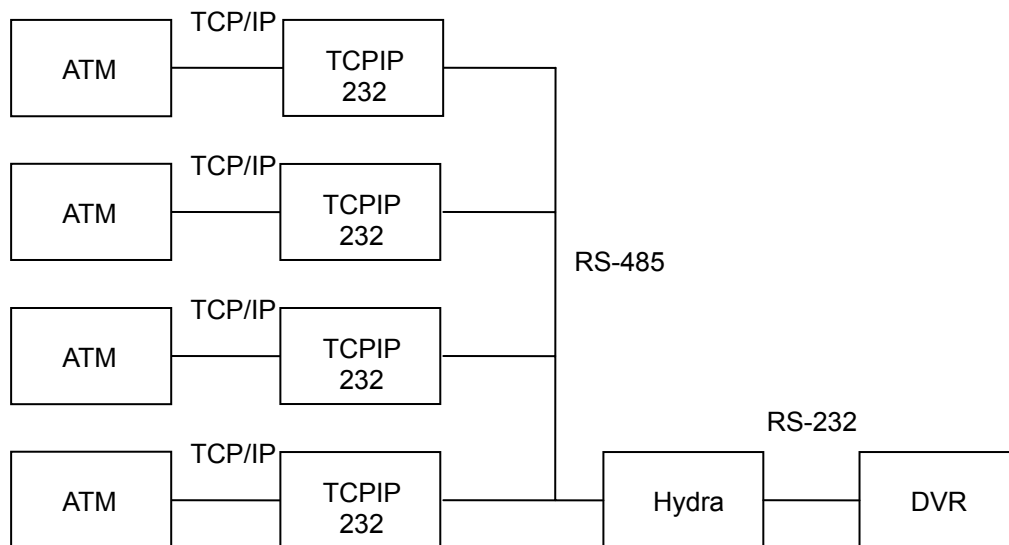 TCP/IP
ATM
TCPIP
232
TCP/IP
ATM
TCPIP
232
RS-485
TCP/IP
ATM
TCPIP
232
RS-232
TCP/IP
ATM
TCPIP
232
Hydra
DVR